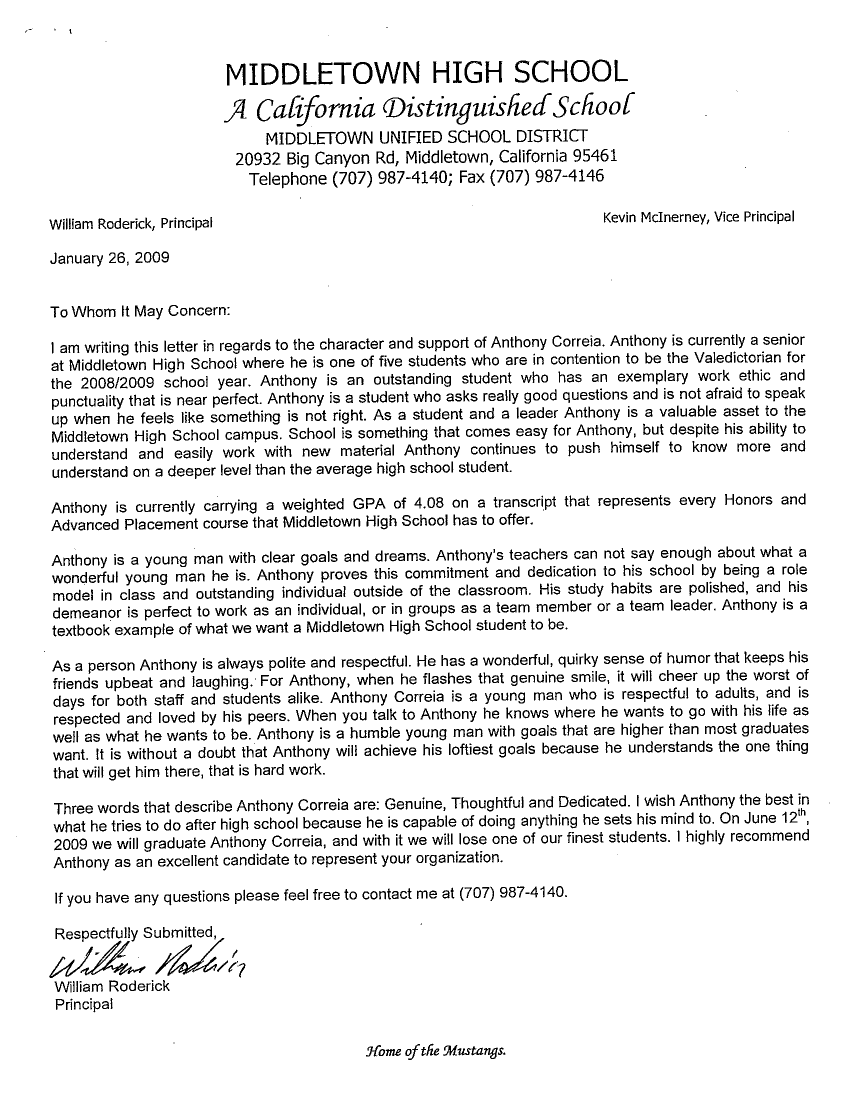 MIDDLETOWN HIGH SCHOOL
A California Distinguished School
MIDDLETOWN UNIFIED SCHOOL DISTRICT
20932 Big Canyon Rd, Middletown, California 95461
Telephone (707) 987-4140; Fax (707) 987-4146
William Roderick, Principal
Kevin McInerney, Vice Principal
January 26, 2009
To Whom It May Concern:
I am writing this letter in regards to the character and support of Anthony Correia. Anthony is currently a senior
at Middletown High School where he is one of five students who are in contention to be the Valedictorian for
the 2008/2009 school year. Anthony is an outstanding student who has an exemplary work ethic and
punctuality that is near perfect. Anthony is a student who asks really good questions and is not afraid to speak
up when he feels like something is not right. As a student and a leader Anthony is a valuable asset to the
Middletown High School campus. School is something that comes easy for Anthony, but despite his ability to
understand and easily work with new material Anthony continues to push himself to know more and
understand on a deeper level than the average high school student.
Anthony is currently carrying a weighted GPA of 4.08 on a transcript that represents every Honors and
Advanced Placement course that Middletown High School has to offer.
Anthony is a young man with clear goals and dreams. Anthony's teachers can not say enough about what a
wonderful young man he is. Anthony proves this commitment and dedication to his school by being a role
model in class and outstanding individual outside of the classroom. His study habits are polished, and his
demeanor is perfect to work as an individual, or in groups as a team member or a team leader. Anthony is a
textbook example of what we want a Middletown High School student to be.
As a person Anthony is always polite and respectful. He has a wonderful, quirky sense of humor that keeps his
friends upbeat and laughing. For Anthony, when he flashes that genuine smile, it will cheer up the worst of
days for both staff and students alike. Anthony Correia is a young man who is respectful to adults, and is
respected and loved by his peers. When you talk to Anthony he knows where he wants to go with his life as
well as what he wants to be. Anthony is a humble young man with goals that are higher than most graduates
want. It is without a doubt that Anthony will achieve his loftiest goals because he understands the one thing
that will get him there, that is hard work.
Three words that describe Anthony Correia are: Genuine, Thoughtful and Dedicated. I wish Anthony the best in
what he tries to do after high school because he is capable of doing anything he sets his mind to. On June 12th,
2009 we will graduate Anthony Correia, and with it we will lose one of our finest students. I highly recommend
Anthony as an excellent candidate to represent your organization.
If you have any questions please feel free to contact me at (707) 987-4140.
Respectfully Submitted,
William Roderick
William Roderick
Principal
Home of the Mustangs.